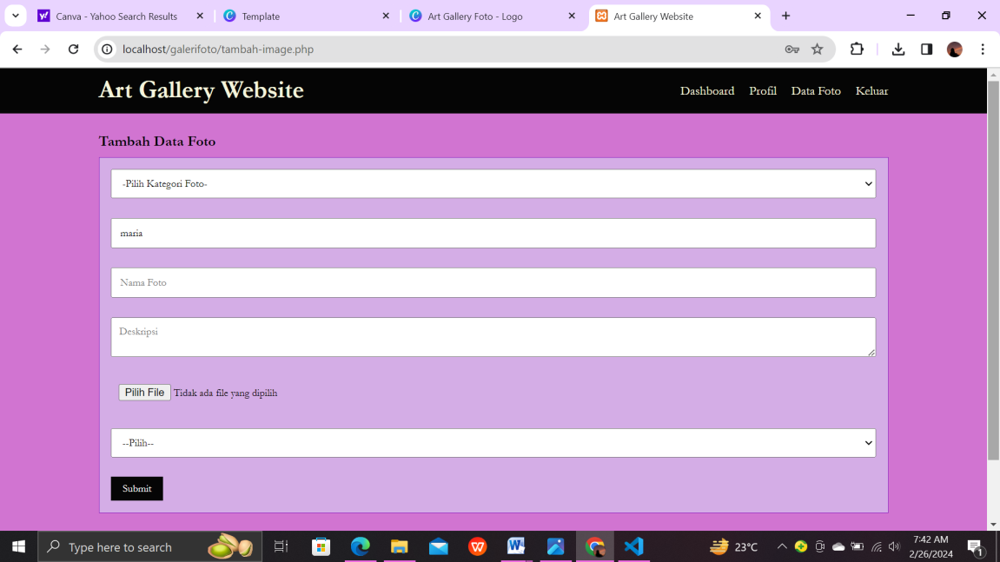 Canva - Yahoo Search Results
Template
Art Gallery Foto - Logo
Art Gallery Website
localhost/galerifoto/tambah-image.php
Art Gallery Website
Dashboard Profil Data Foto Keluar
Tambah Data Foto
-Pilih Kategori Foto-
maria
Nama Foto
Deskripsi
Pilih File Tidak ada file yang dipilih
--Pilih--
Submit
Type here to search
23°C
7:42 AM
2/26/2024
1